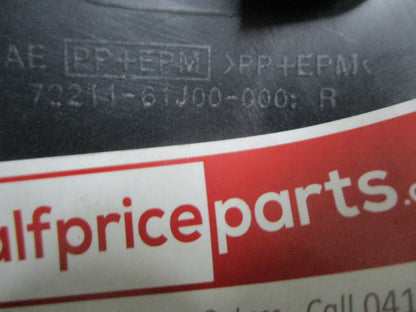 AE PP+EPM >PP+EPM<
72211-61J00-000: R
alfpriceparts.c
Call 041